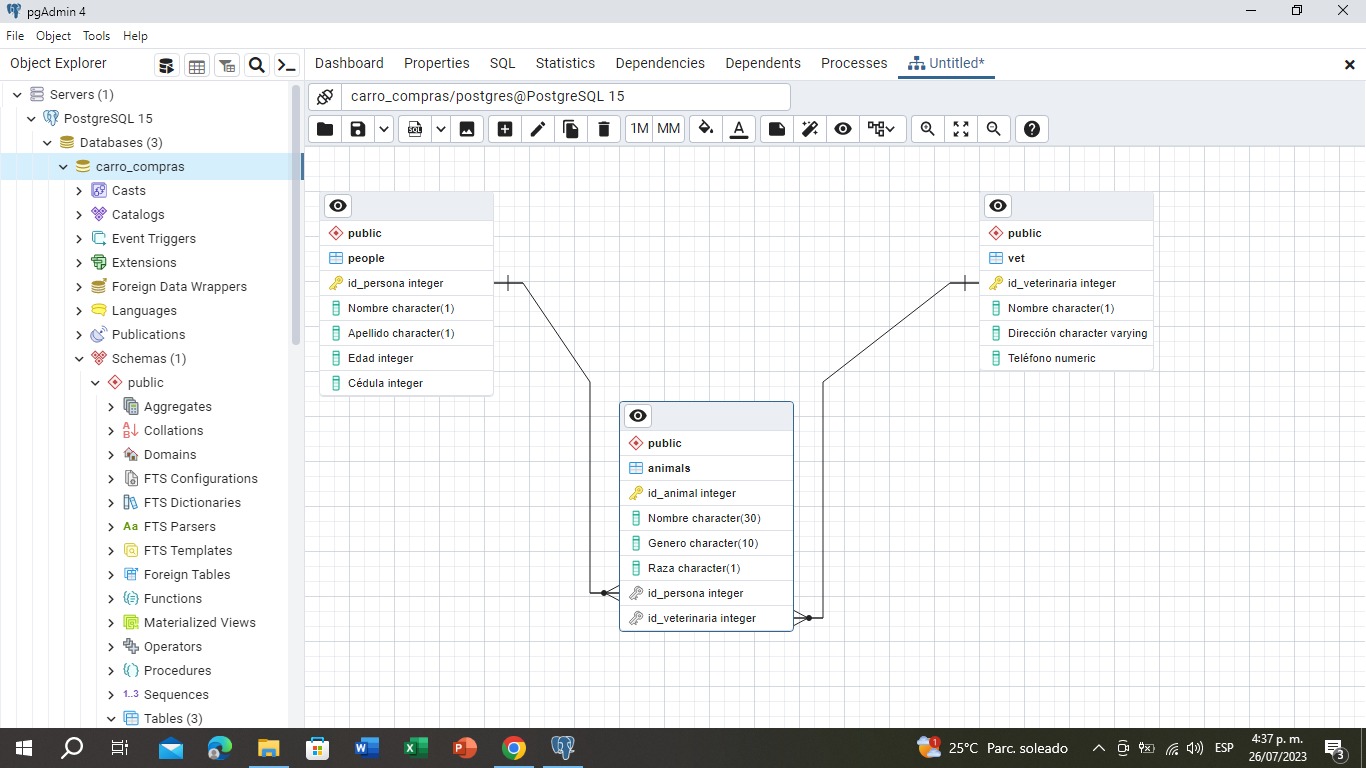 pgAdmin 4
File Object Tools Help
Object Explorer
Dashboard Properties SQL Statistics Dependencies Dependents Processes Untitled*
carro_compras/postgres@PostgreSQL 15
SQL 1M MM
Servers (1)
PostgreSQL 15
Databases (3)
carro_compras
Casts
Catalogs
Event Triggers
Extensions
Foreign Data Wrappers
Languages
Publications
Schemas (1)
public
Aggregates
Collations
Domains
FTS Configurations
FTS Dictionaries
Aa FTS Parsers
FTS Templates
Foreign Tables
Functions
Materialized Views
Operators
Procedures
1..3 Sequences
Tables (3)
public
people
id_persona integer
Nombre character(1)
Apellido character(1)
Edad integer
Cédula integer
public
vet
id_veterinaria integer
Nombre character(1)
Dirección character varying
Teléfono numeric
public
animals
id_animal integer
Nombre character(30)
Genero character(10)
Raza character(1)
id_persona integer
id_veterinaria integer
25°C Parc. soleado
ESP
4:37 p. m.
26/07/2023
3